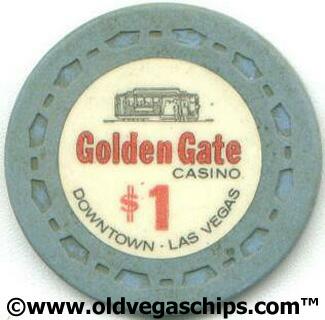 Golden Gate
CASINO
$1
DOWNTOWN · LAS VEGAS
©www.oldvegaschips.com™